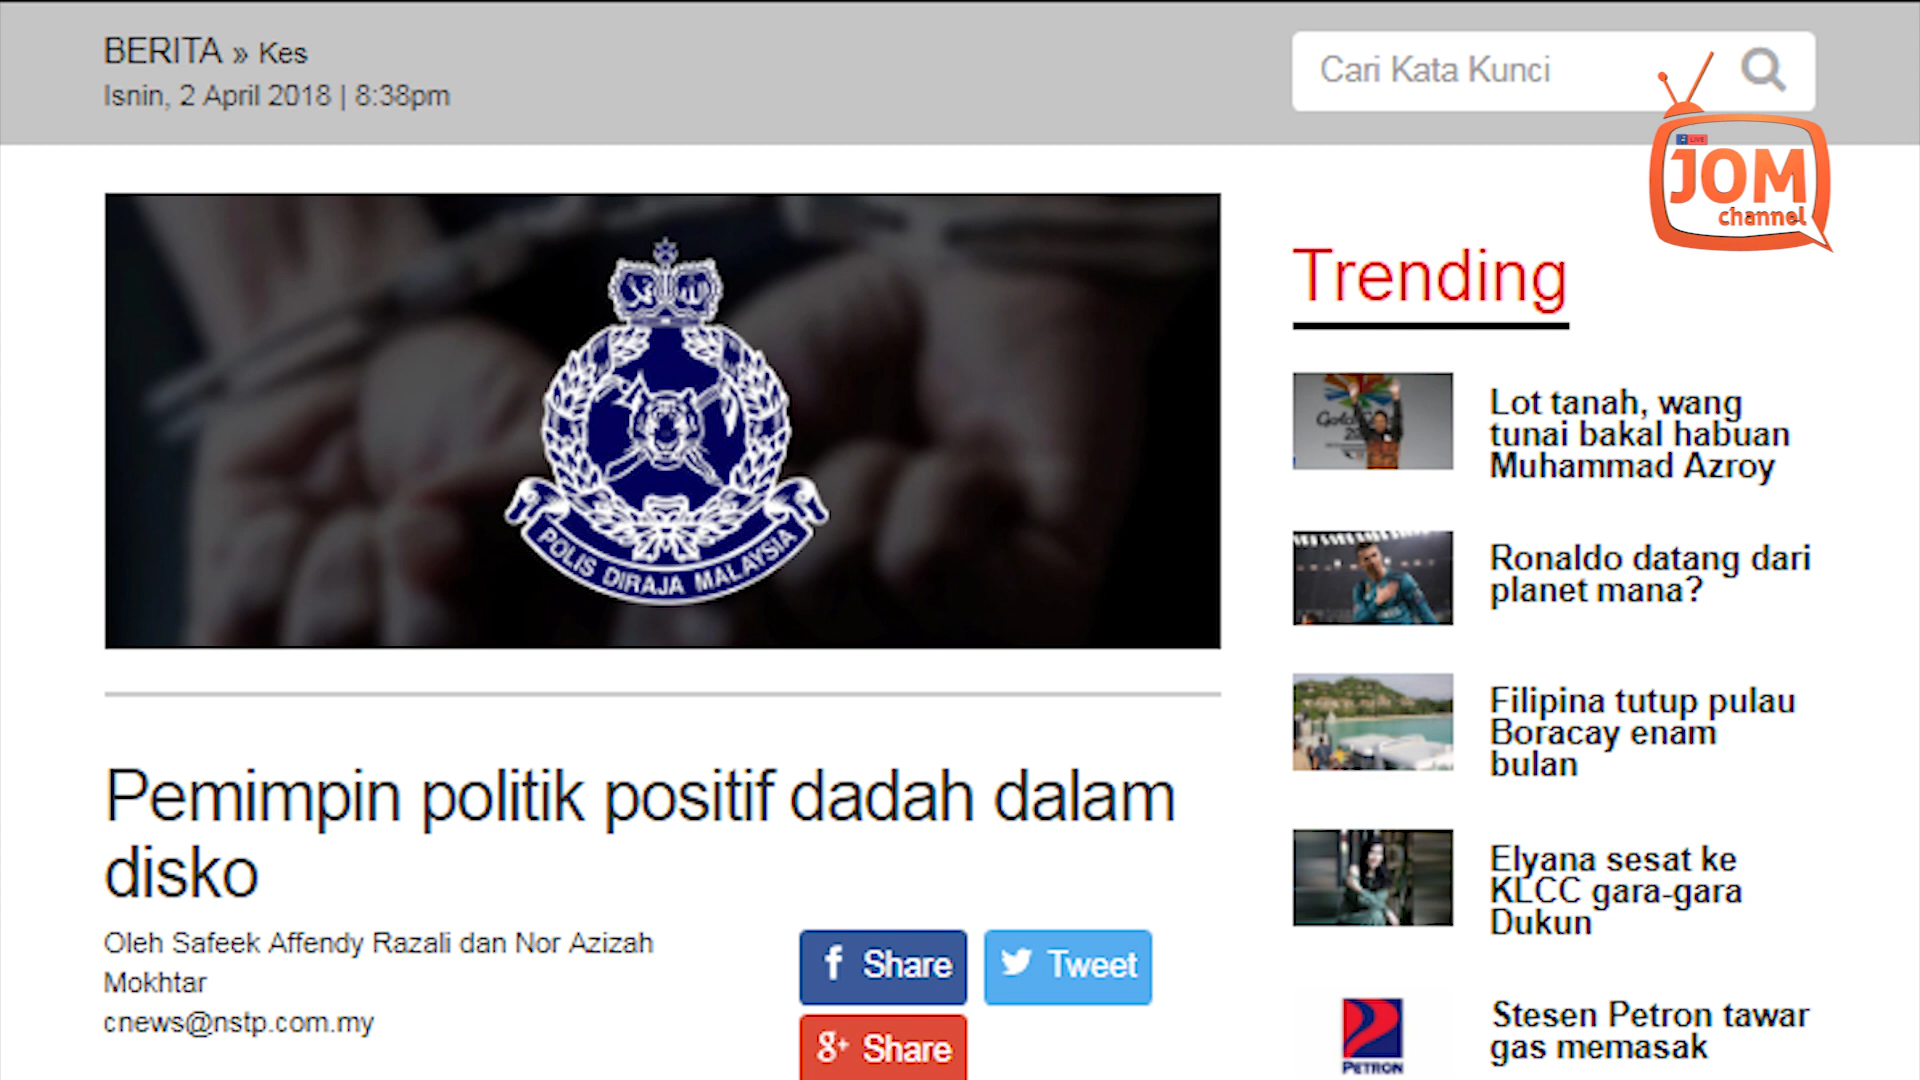 BERITA » Kes
Isnin, 2 April 2018 | 8:38pm
Cari Kata Kunci
LIVE
JOM
channel
POLIS DIRAJA MALAYSIA
Pemimpin politik positif dadah dalam
disko
Oleh Safeek Affendy Razali dan Nor Azizah
Mokhtar
cnews@nstp.com.my
f Share
Tweet
g+ Share
Trending
Lot tanah, wang
tunai bakal habuan
Muhammad Azroy
Ronaldo datang dari
planet mana?
Filipina tutup pulau
Boracay enam
bulan
Elyana sesat ke
KLCC gara-gara
Dukun
Stesen Petron tawar
gas memasak
PETRON